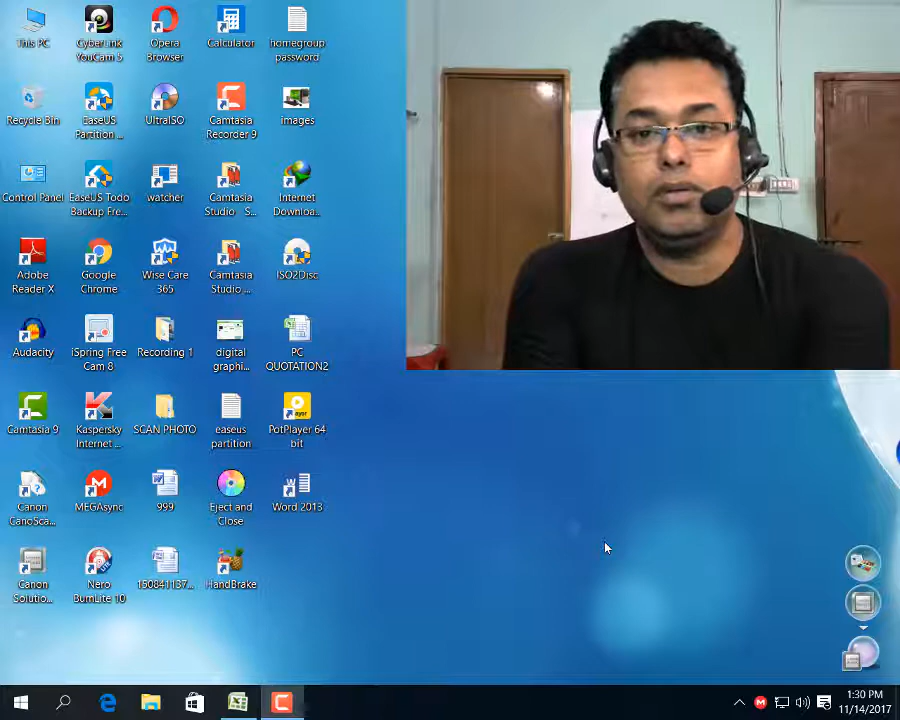 This PC
CyberLink
YouCam 5
Opera
Browser
Calculator
homegroup
password
Recycle Bin
EaseUS
Partition ...
UltraISO
Camtasia
Recorder 9
images
Control Panel
EaseUS Todo
Backup Fre...
watcher
Camtasia
Studio _ S...
Internet
Downloa...
Adobe
Reader X
Google
Chrome
Wise Care
365
Camtasia
Studio _...
ISO2Disc
Audacity
iSpring Free
Cam 8
Recording 1
digital
graphi...
PC
QUOTATION2
Camtasia 9
Kaspersky
Internet ...
SCAN PHOTO
easeus
partition
PotPlayer 64
bit
Canon
CanoSca...
MEGAsync
999
Eject and
Close
Word 2013
Canon
Solutio...
Nero
BurnLite 10
150841137...
HandBrake
1:30 PM
11/14/2017